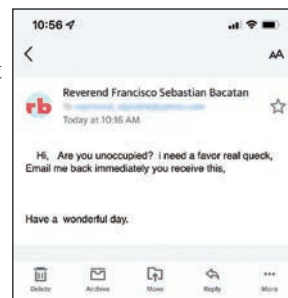 10:56
AA
rb
Reverend Francisco Sebastian Bacatan
To
Today at 10:16 AM
Hi, Are you unoccupied? i need a favor real queck,
Email me back immediately you receive this,
Have a wonderful day.
Delete Archive Move Reply More